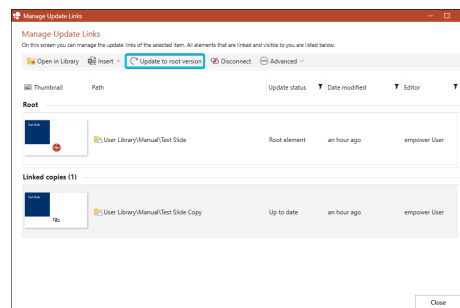 Manage Update Links
Manage Update Links
On this screen you can manage the update links of the selected item. All elements that are linked and visible to you are listed below.
Open in Library Insert Update to root version Disconnect Advanced
Thumbnail Path Update status Date modified Editor
Root
Test Slide
User Library\Manual\Test Slide Root element an hour ago empower User
Linked copies (1)
Test Slide
User Library\Manual\Test Slide Copy Up to date an hour ago empower User
Close